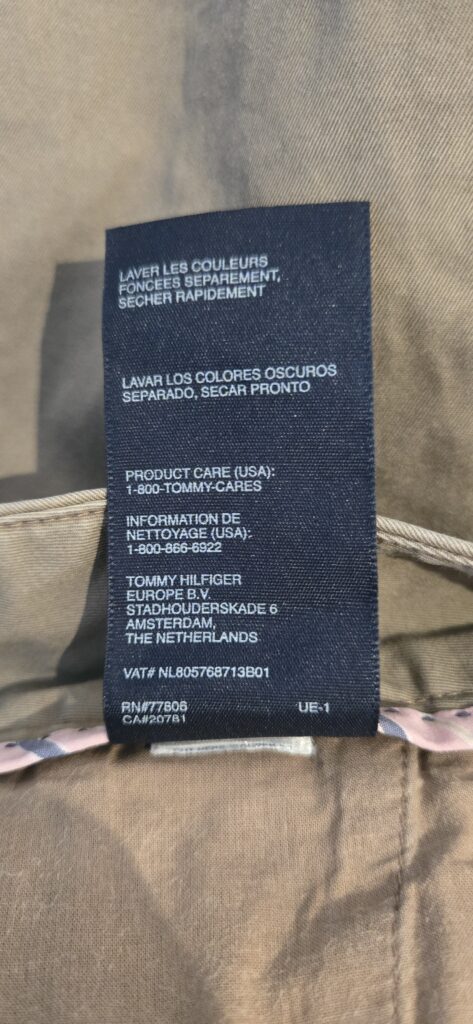 LAVER LES COULEURS
FONCEES SEPAREMENT,
SECHER RAPIDEMENT
LAVAR LOS COLORES OSCUROS
SEPARADO, SECAR PRONTO
PRODUCT CARE (USA):
1-800-TOMMY-CARES
INFORMATION DE
NETTOYAGE (USA):
1-800-866-6922
TOMMY HILFIGER
EUROPE B.V.
STADHOUDERSKADE 6
AMSTERDAM,
THE NETHERLANDS
VAT# NL805768713B01
RN#77806 UE-1
CA#20781